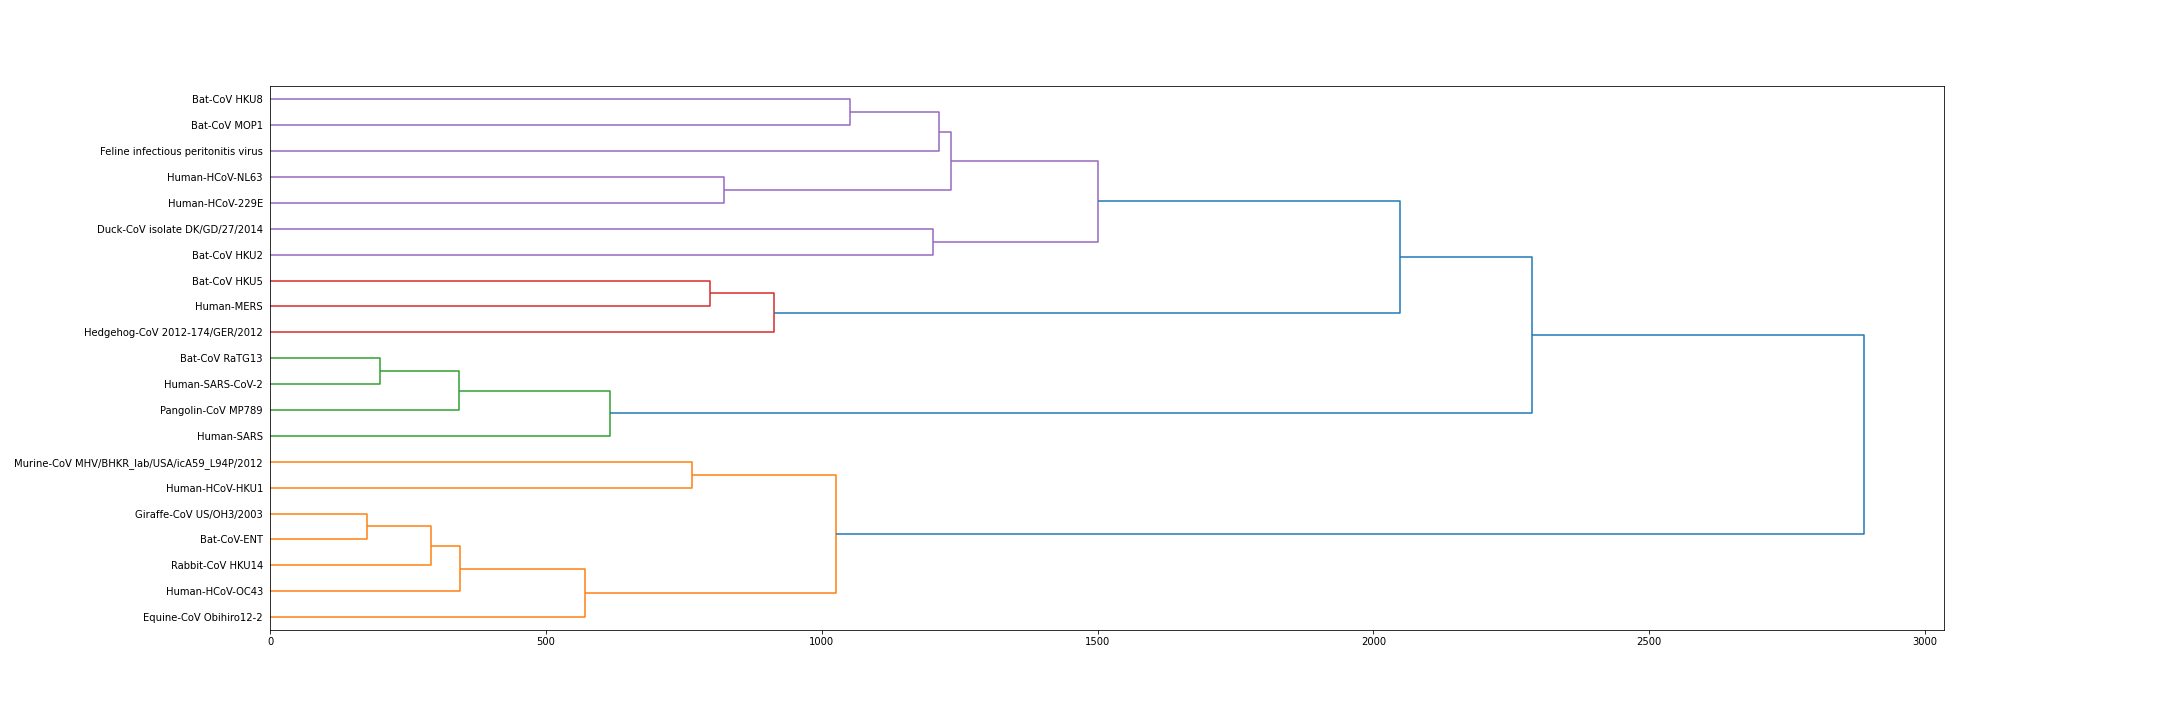 Bat-CoV HKU8
Bat-CoV MOP1
Feline infectious peritonitis virus
Human-HCoV-NL63
Human-HCoV-229E
Duck-CoV isolate DK/GD/27/2014
Bat-CoV HKU2
Bat-CoV HKU5
Human-MERS
Hedgehog-CoV 2012-174/GER/2012
Bat-CoV RaTG13
Human-SARS-CoV-2
Pangolin-CoV MP789
Human-SARS
Murine-CoV MHV/BHKR_lab/USA/icA59_L94P/2012
Human-HCoV-HKU1
Giraffe-CoV US/OH3/2003
Bat-CoV-ENT
Rabbit-CoV HKU14
Human-HCoV-OC43
Equine-CoV Obihiro12-2
0 500 1000 1500 2000 2500 3000